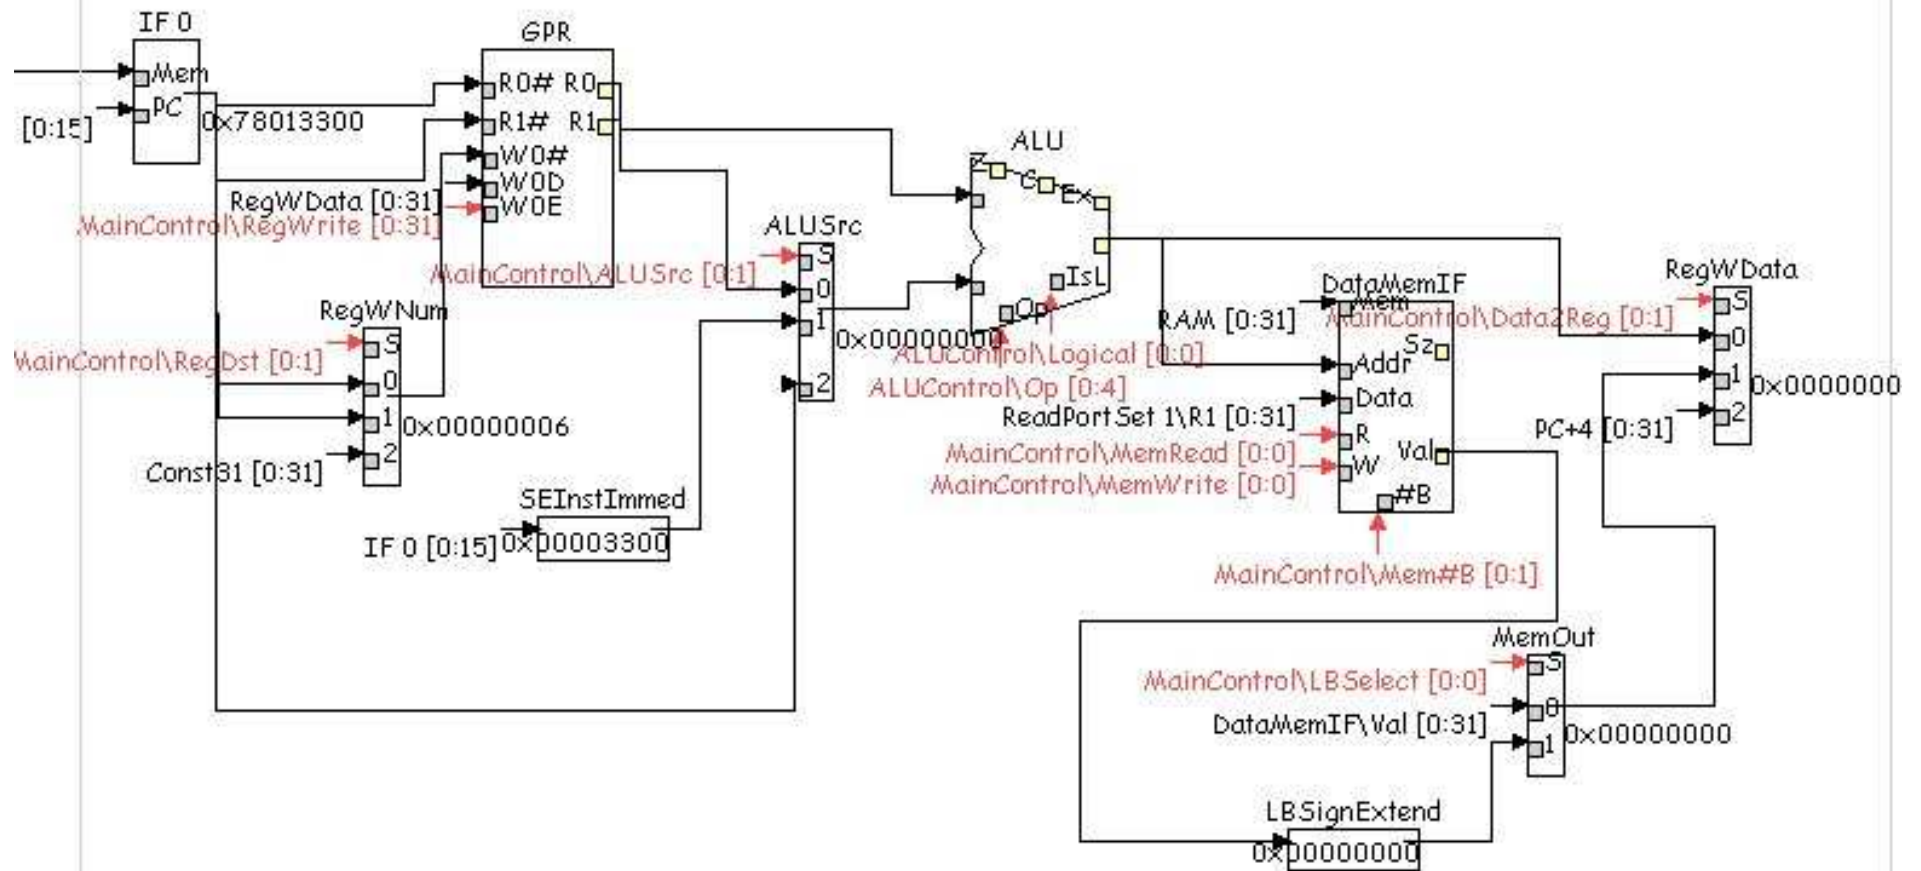 IF 0
Mem
PC
[0:15]
0x78013300
GPR
R0# R0
R1# R1
W0#
W0D
W0E
RegWData [0:31]
MainControl\RegWrite [0:31]
RegWNum
S
0
1
2
MainControl\RegDst [0:1]
0x00000006
Const31 [0:31]
SEInstImmed
IF 0 [0:15]
0x00003300
ALUSrc
MainControl\ALUSrc [0:1]
S
0
1
2
0x00000000
ALU
Z
C
Ex
IsL
Op
ALUControl\Logical [0:0]
ALUControl\Op [0:4]
DataMemIF
Mem
RAM [0:31]
Sz
Addr
Data
ReadPortSet 1\R1 [0:31]
R
MainControl\MemRead [0:0]
Val
W
MainControl\MemWrite [0:0]
#B
MainControl\Mem#B [0:1]
RegWData
MainControl\Data2Reg [0:1]
S
0
1
2
0x0000000
PC+4 [0:31]
MemOut
S
MainControl\LBSelect [0:0]
0
DataMemIF\Val [0:31]
1
0x00000000
LBSignExtend
0x00000000